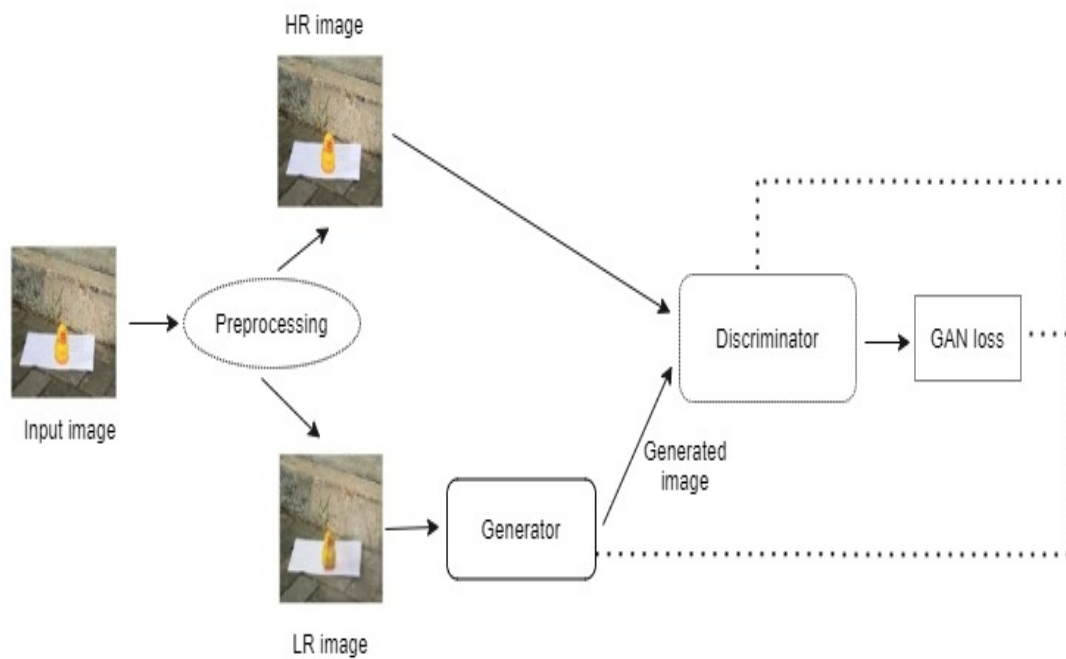 HR image
Input image
Preprocessing
LR image
Generator
Generated
image
Discriminator
GAN loss